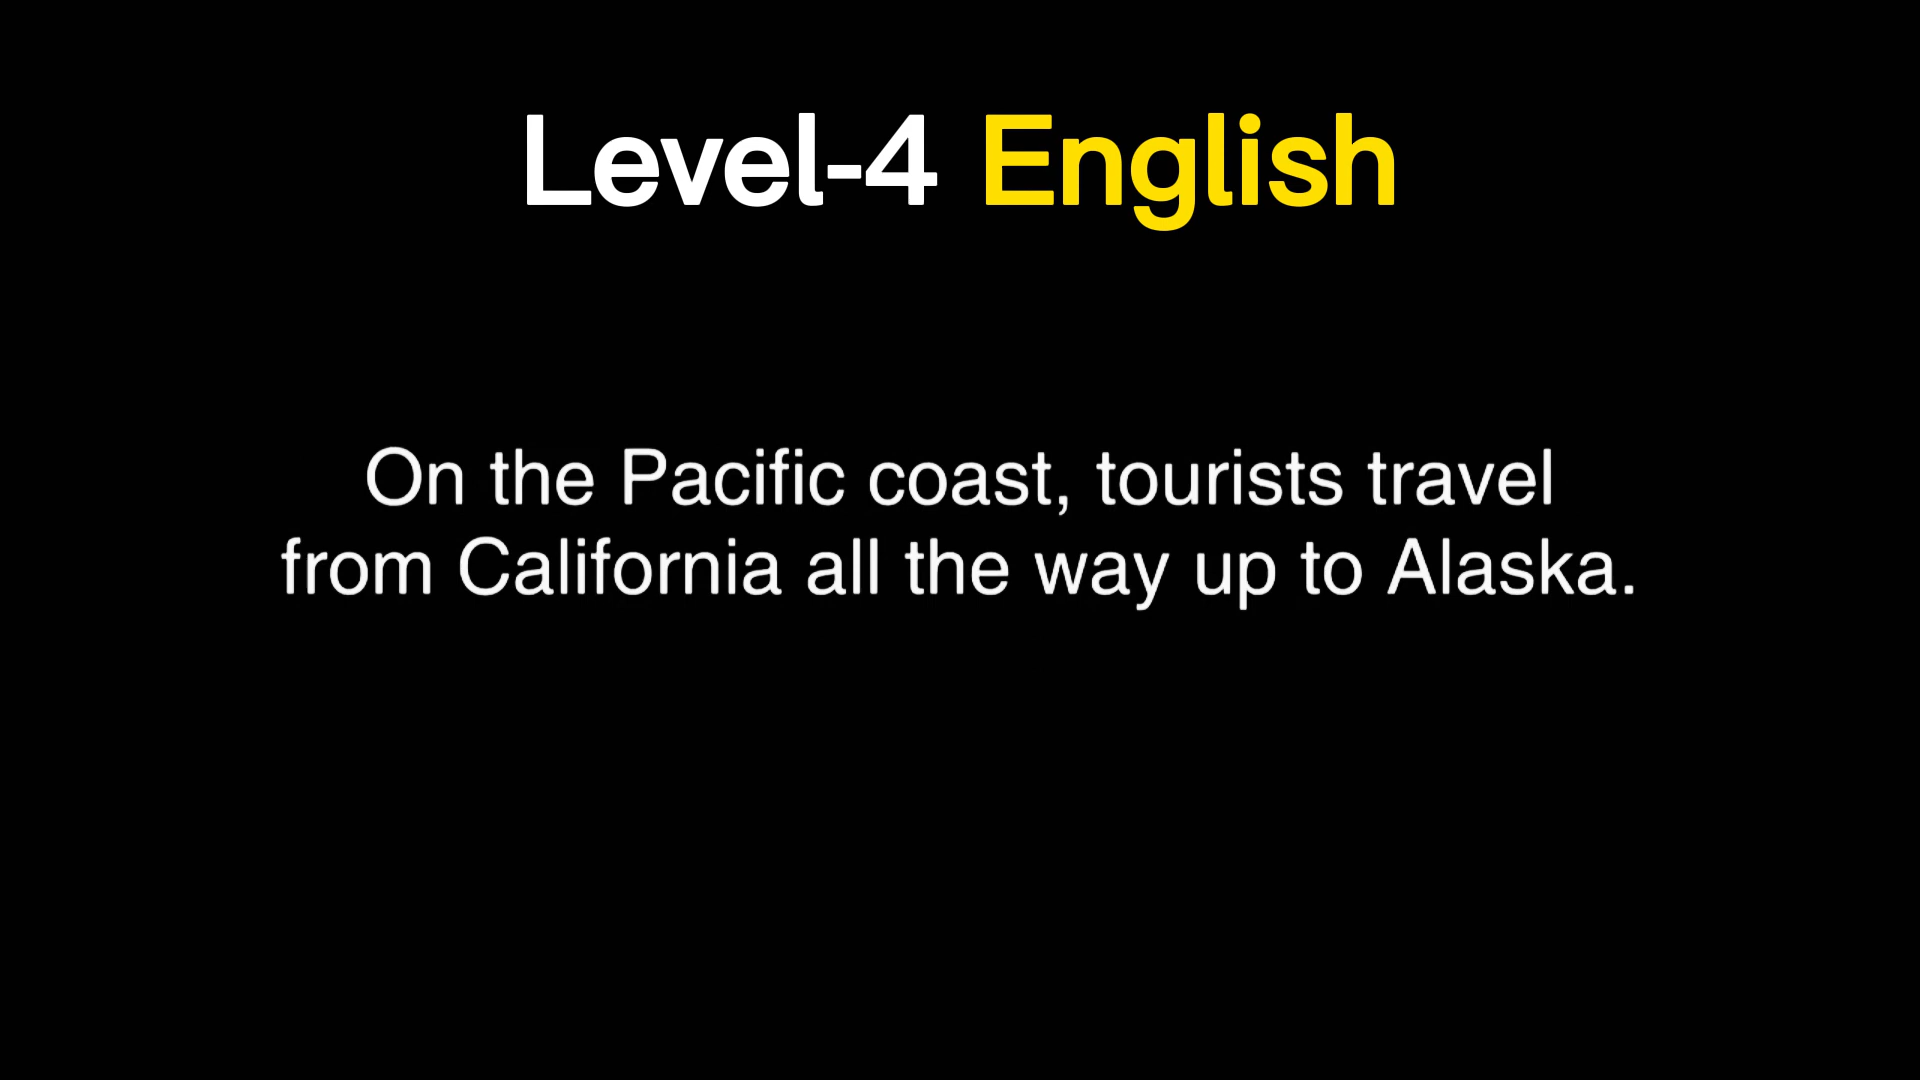 Level-4 English
On the Pacific coast, tourists travel
from California all the way up to Alaska.